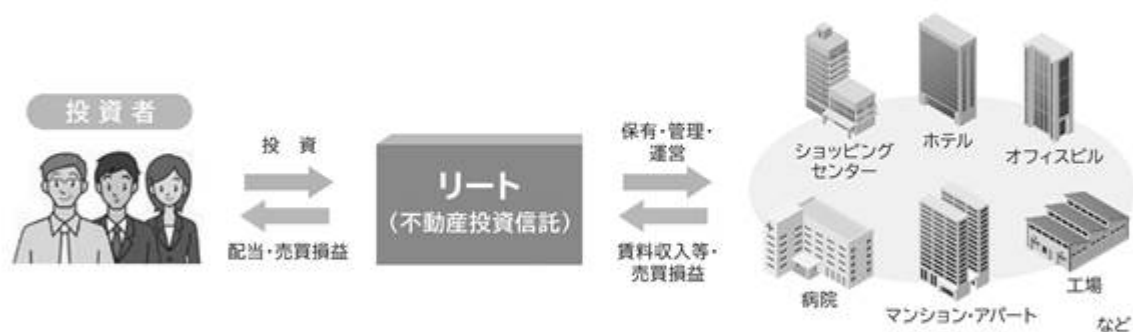 投資者
投 資
配当・売買損益
リート
(不動産投資信託)
保有・管理・
運営
賃料収入等・
売買損益
ショッピング
センター
ホテル
オフィスビル
病院
マンション・アパート
工場
など